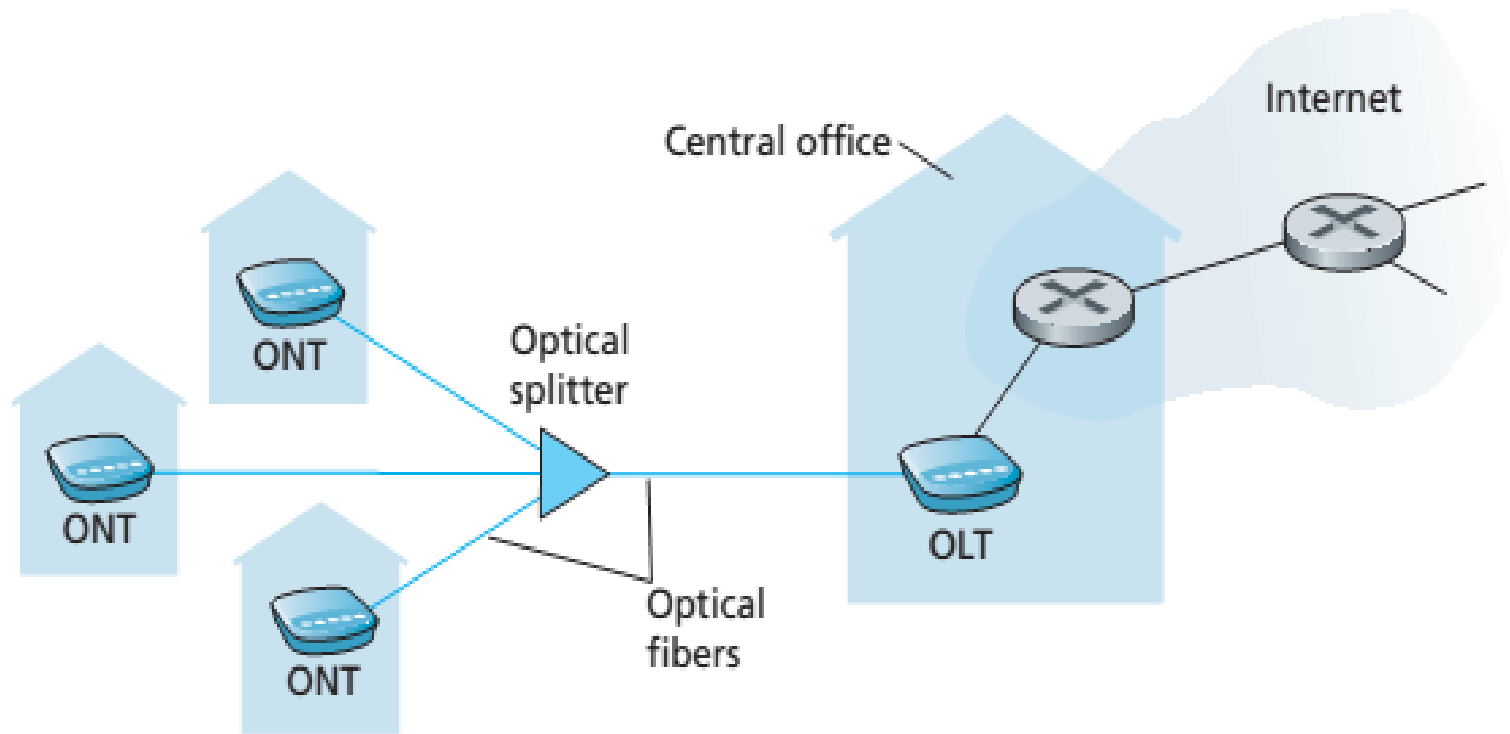 Internet
Central office
Optical
splitter
ONT
ONT
OLT
Optical
fibers
ONT